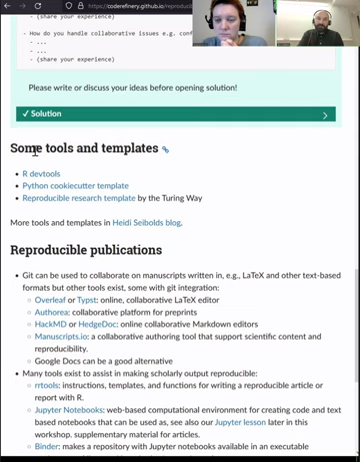 https://coderefinery.github.io/reproducib
- (share your experience)
- How do you handle collaborative issues e.g. conf
- ...
- ...
- (share your experience)
Please write or discuss your ideas before opening solution!
✓ Solution
Some tools and templates
• R devtools
• Python cookiecutter template
• Reproducible research template by the Turing Way
More tools and templates in Heidi Seibolds blog.
Reproducible publications
• Git can be used to collaborate on manuscripts written in, e.g., LaTeX and other text-based
formats but other tools exist, some with git integration:
○ Overleaf or Typst: online, collaborative LaTeX editor
○ Authorea: collaborative platform for preprints
○ HackMD or HedgeDoc: online collaborative Markdown editors
○ Manuscripts.io: a collaborative authoring tool that support scientific content and
reproducibility.
○ Google Docs can be a good alternative
• Many tools exist to assist in making scholarly output reproducible:
○ rrtools: instructions, templates, and functions for writing a reproducible article or
report with R.
○ Jupyter Notebooks: web-based computational environment for creating code and text
based notebooks that can be used as, see also our Jupyter lesson later in this
workshop. supplementary material for articles.
○ Binder: makes a repository with Jupyter notebooks available in an executable